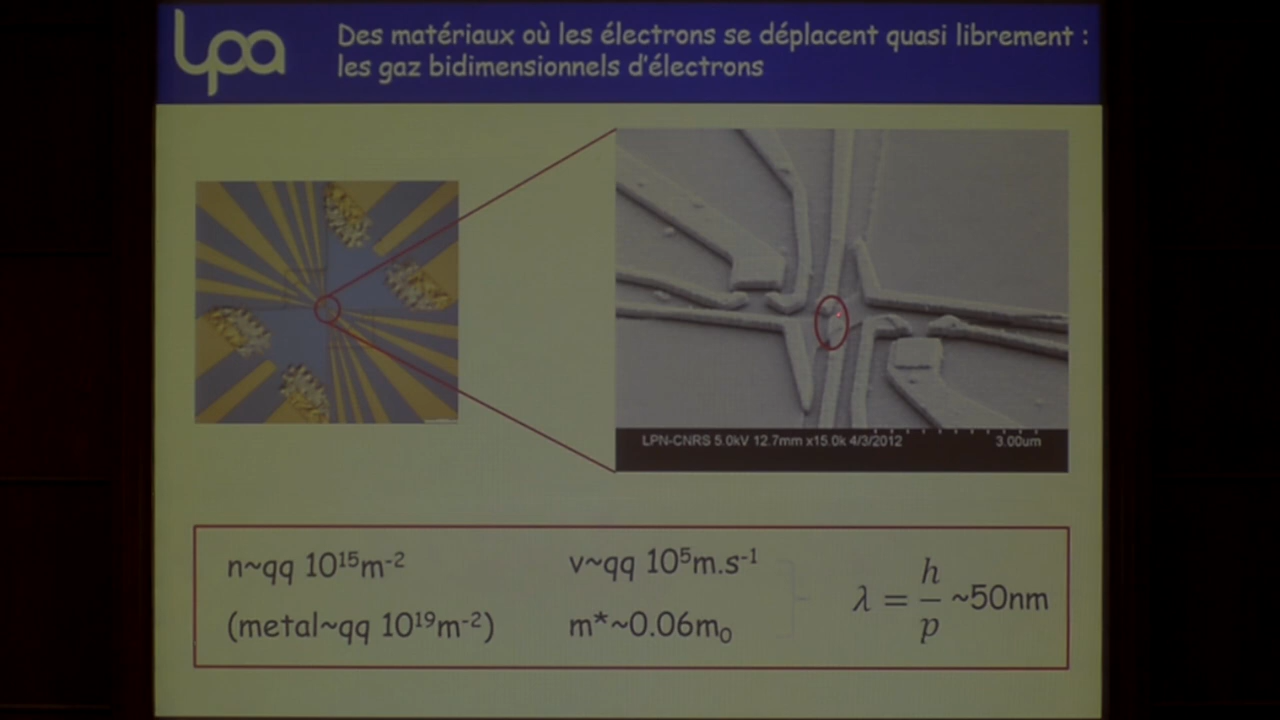 lpa
Des matériaux où les électrons se déplacent quasi librement :
les gaz bidimensionnels d'électrons
LPN-CNRS 5.0kV 12.7mm x15.0k 4/3/2012 3.00um
n~qq 10¹⁵m⁻² v~qq 10⁵m.s⁻¹
(metal~qq 10¹⁹m⁻²) m*~0.06m₀
λ = h/p ~50nm